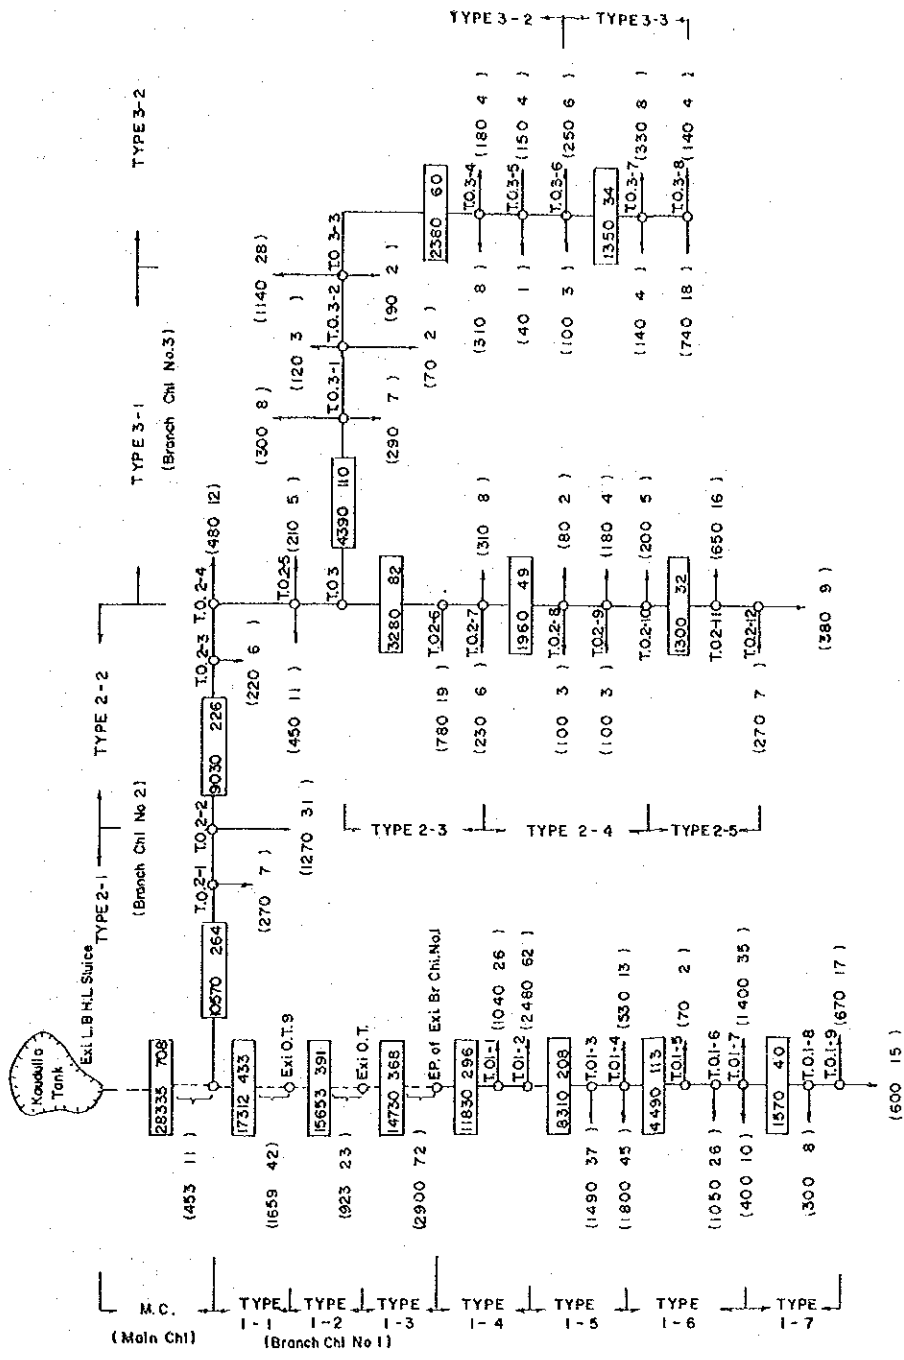 TYPE 3-2
TYPE 3-3
TYPE 3-2
TYPE 3-1
(Branch Chl No.3)
TYPE 2-2
TYPE 2-1
(Branch Chl No 2)
Kaudulla
Tank
Exi L.B H.L. Sluice
28335 708
(453 11)
10570 264
T.O.2-1
(270 7)
T.O.2-2
(1270 31)
9030 226
T.O.2-3
(220 6)
T.O.2-4
(480 12)
T.O.2-5
(210 5)
(450 11)
T.O.3
4390 110
T.O.3-1
(300 8)
(290 7)
T.O.3-2
(120 3)
(70 2)
T.O 3-3
(1140 28)
(90 2)
2380 60
T.O.3-4
(180 4)
(310 8)
T.O.3-5
(150 4)
(40 1)
T.O.3-6
(250 6)
(100 3)
1350 34
T.O.3-7
(330 8)
(140 4)
T.O.3-8
(140 4)
(740 18)
3280 82
T.O.2-6
(780 19)
T.O.2-7
(310 8)
(230 6)
1960 49
T.O.2-8
(80 2)
(100 3)
T.O.2-9
(180 4)
(100 3)
T.O.2-10
(200 5)
1300 32
T.O.2-11
(650 16)
T.O.2-12
(270 7)
(380 9)
TYPE 2-3
TYPE 2-4
TYPE 2-5
17312 433
Exi O.T.9
(1659 42)
15653 391
Exi O.T.
(923 23)
14730 368
EP. of Exi Br Chl. No.1
(2900 72)
11830 296
T.O.1-1
(1040 26)
T.O.1-2
(2480 62)
8310 208
T.O.1-3
(1490 37)
T.O.1-4
(530 13)
(1800 45)
4490 113
T.O.1-5
(70 2)
T.O.1-6
(1050 26)
T.O.1-7
(1400 35)
(400 10)
1570 40
T.O.1-8
(300 8)
T.O.1-9
(670 17)
(600 15)
M.C.
(Main Chl)
TYPE
1-1
TYPE
1-2
TYPE
1-3
(Branch Chl No 1)
TYPE
1-4
TYPE
1-5
TYPE
1-6
TYPE
1-7